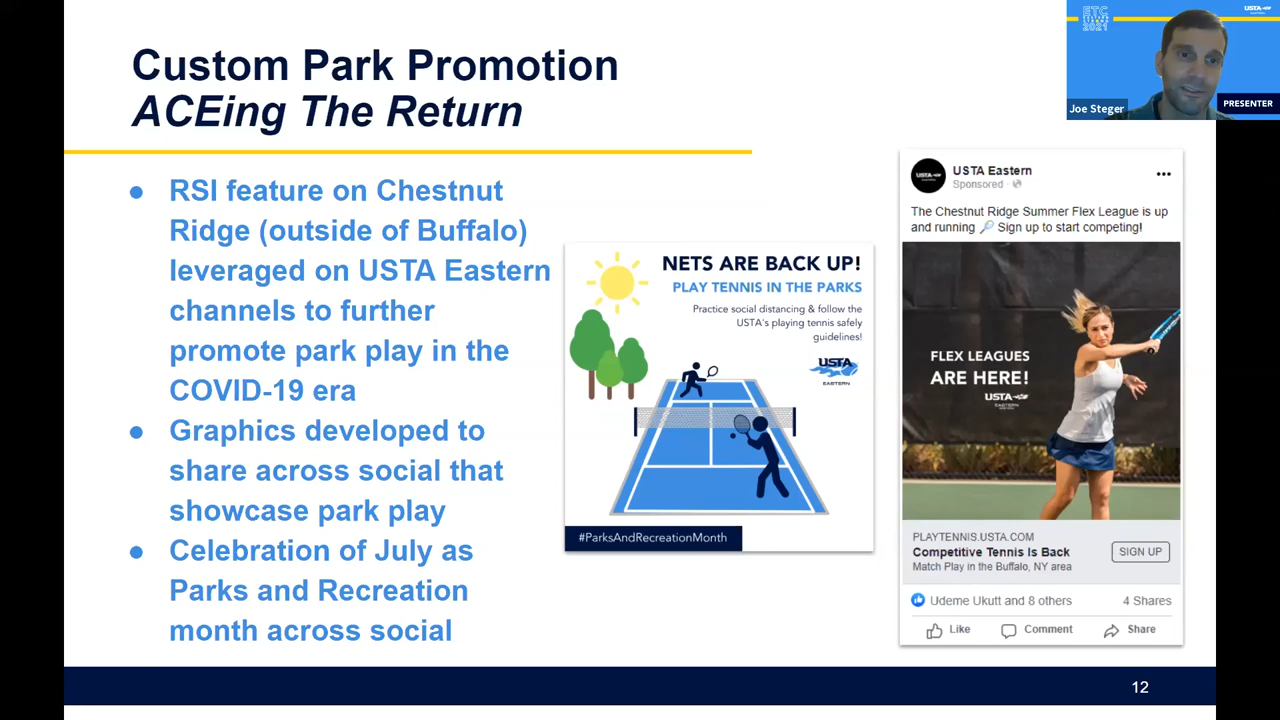 Custom Park Promotion
ACEing The Return
● RSI feature on Chestnut
Ridge (outside of Buffalo)
leveraged on USTA Eastern
channels to further
promote park play in the
COVID-19 era
● Graphics developed to
share across social that
showcase park play
● Celebration of July as
Parks and Recreation
month across social
NETS ARE BACK UP!
PLAY TENNIS IN THE PARKS
Practice social distancing & follow the
USTA's playing tennis safely
guidelines!
USTA
EASTERN
#ParksAndRecreationMonth
USTA Eastern
Sponsored
The Chestnut Ridge Summer Flex League is up
and running 🔎 Sign up to start competing!
FLEX LEAGUES
ARE HERE!
USTA
EASTERN
PLAYTENNIS.USTA.COM
Competitive Tennis Is Back
Match Play in the Buffalo, NY area
SIGN UP
Udeme Ukutt and 8 others
4 Shares
Like
Comment
Share
ETC
2021
USTA
Joe Steger
PRESENTER
12